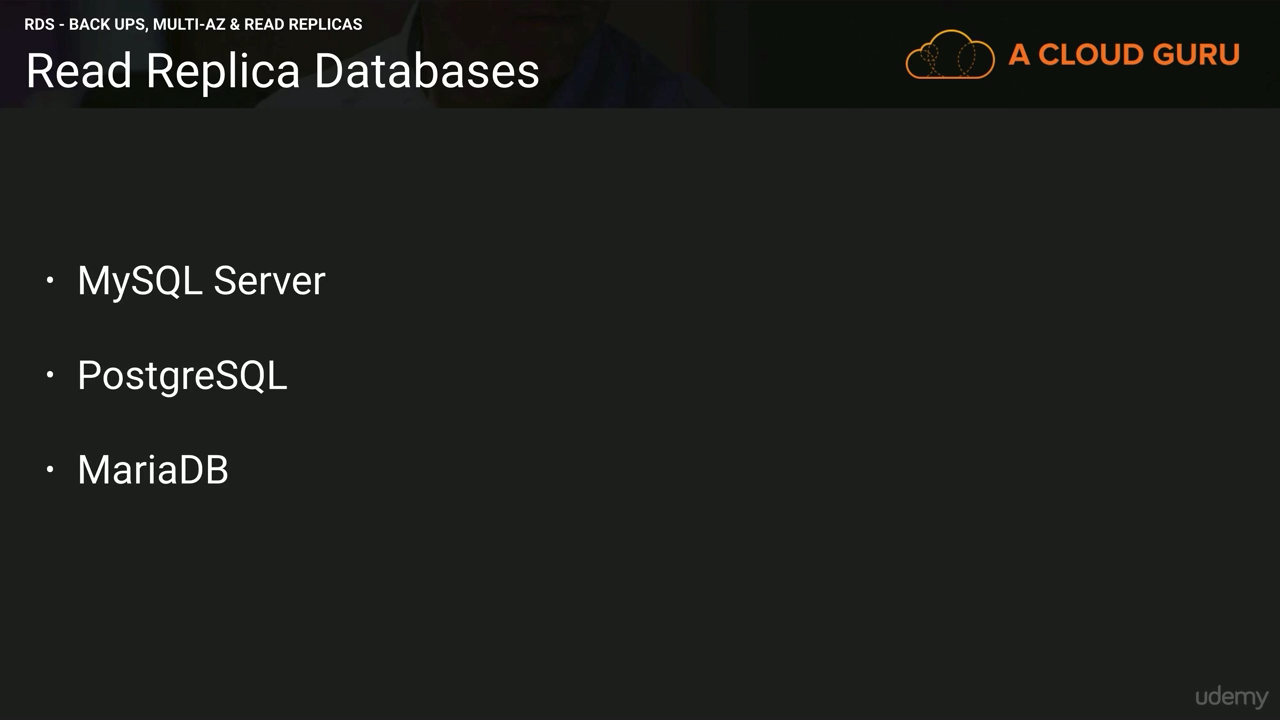 RDS - BACK UPS, MULTI-AZ & READ REPLICAS
Read Replica Databases
A CLOUD GURU
• MySQL Server
• PostgreSQL
• MariaDB
udemy